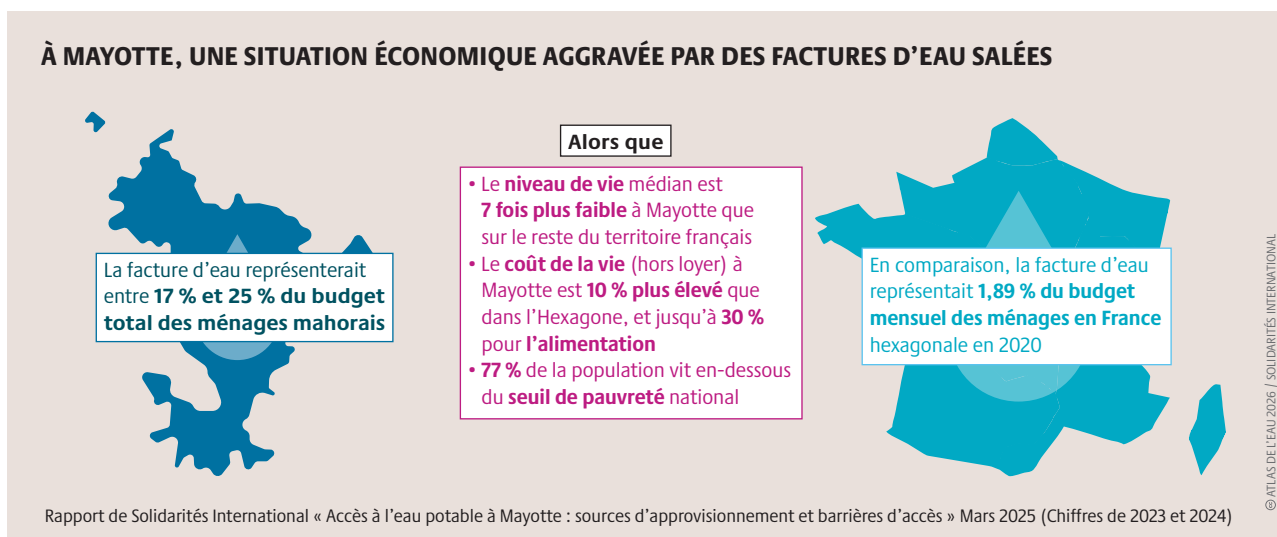 À MAYOTTE, UNE SITUATION ÉCONOMIQUE AGGRAVÉE PAR DES FACTURES D'EAU SALÉES
La facture d'eau représenterait
entre 17 % et 25 % du budget
total des ménages mahorais
Alors que
• Le niveau de vie médian est
7 fois plus faible à Mayotte que
sur le reste du territoire français
• Le coût de la vie (hors loyer) à
Mayotte est 10 % plus élevé que
dans l'Hexagone, et jusqu'à 30 %
pour l'alimentation
• 77 % de la population vit en-dessous
du seuil de pauvreté national
En comparaison, la facture d'eau
représentait 1,89 % du budget
mensuel des ménages en France
hexagonale en 2020
Rapport de Solidarités International « Accès à l'eau potable à Mayotte : sources d'approvisionnement et barrières d'accès » Mars 2025 (Chiffres de 2023 et 2024)
© ATLAS DE L'EAU 2026 / SOLIDARITÉS INTERNATIONAL